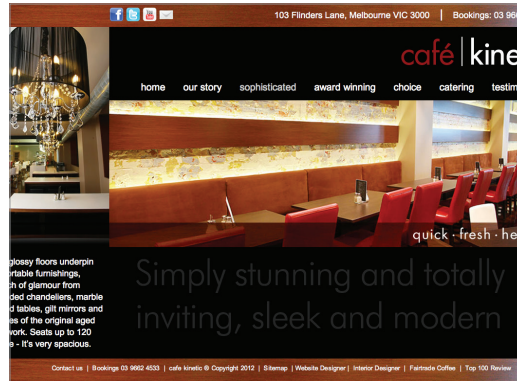 103 Flinders Lane, Melbourne VIC 3000 | Bookings: 03 966
café | kine
home our story sophisticated award winning choice catering testim
quick · fresh · he
glossy floors underpin
ortable furnishings,
ch of glamour from
ded chandeliers, marble
d tables, gilt mirrors and
es of the original aged
work. Seats up to 120
e - It's very spacious.
Simply stunning and totally
inviting, sleek and modern
Contact us | Bookings 03 9662 4533 | cafe kinetic © Copyright 2012 | Sitemap | Website Designer | Interior Designer | Fairtrade Coffee | Top 100 Review